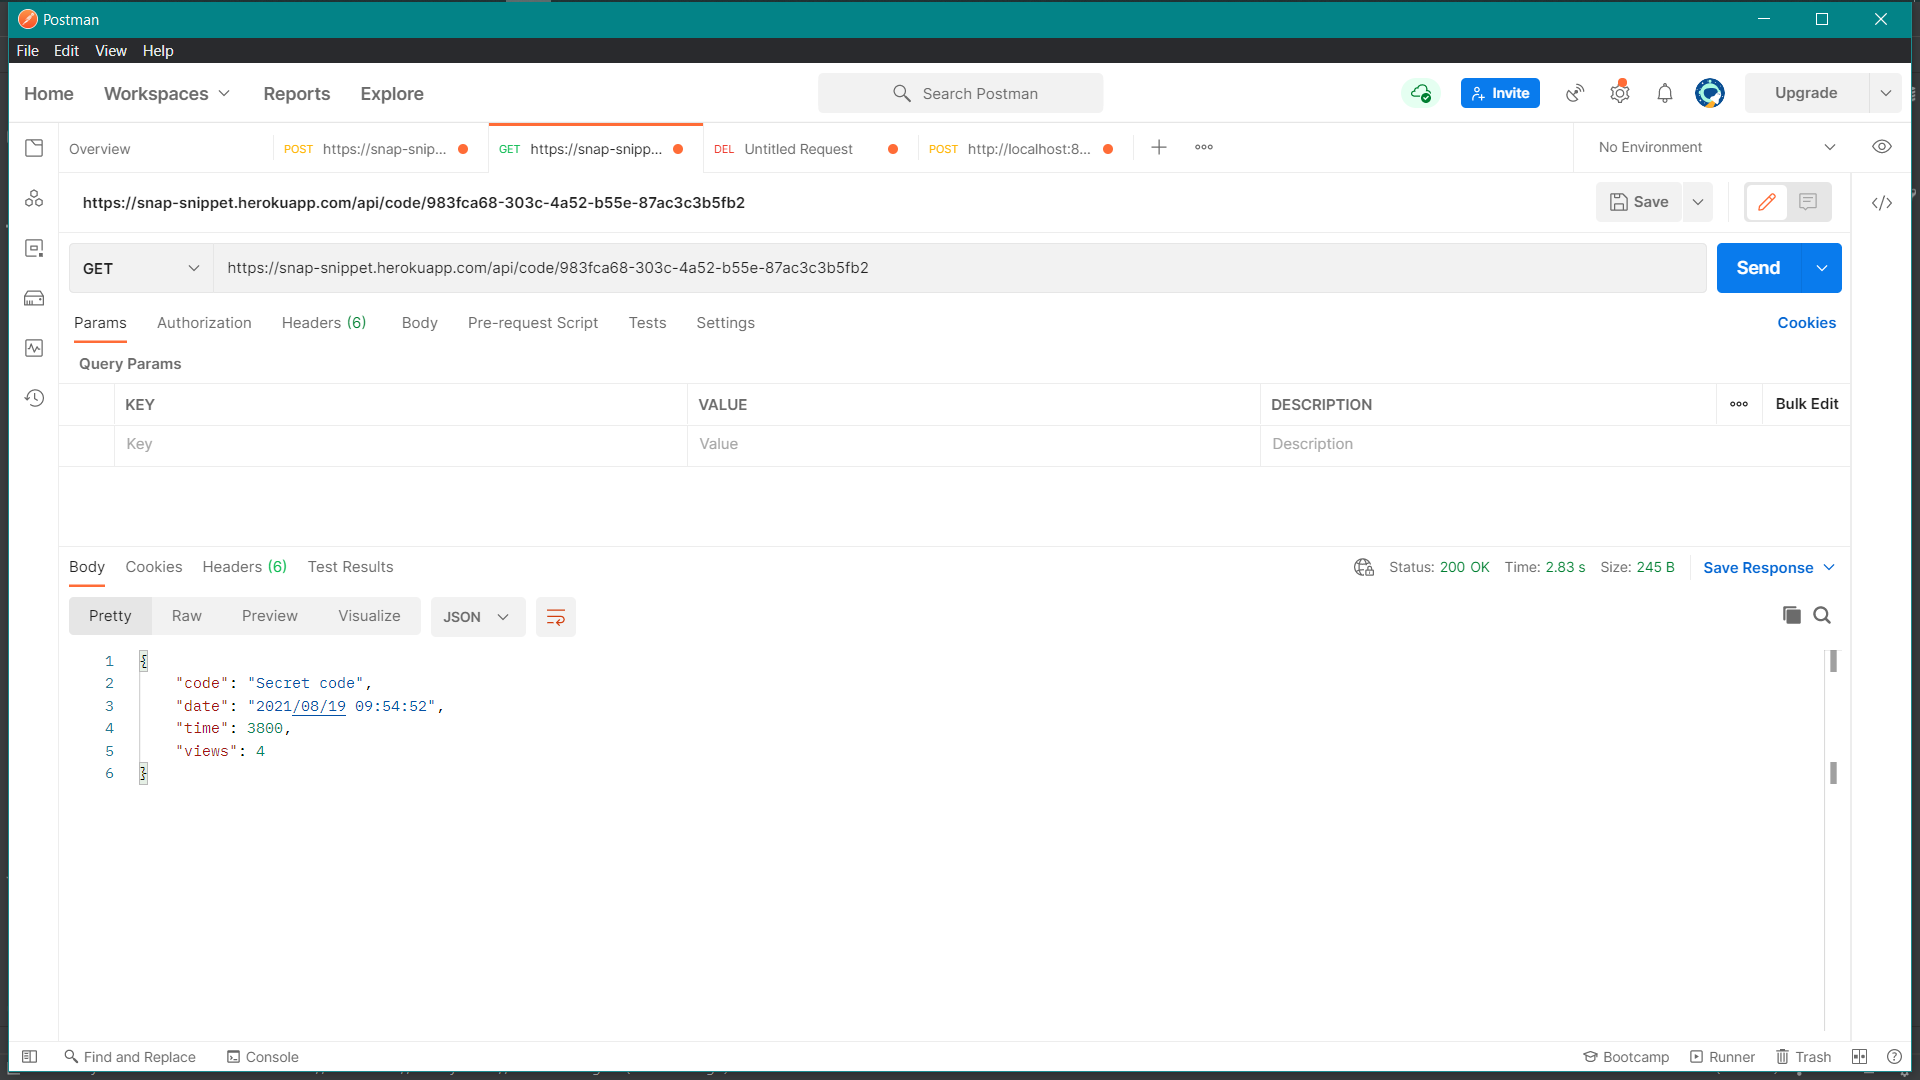 Postman
File Edit View Help
Home Workspaces Reports Explore Search Postman Invite Upgrade
Overview POST https://snap-snip... GET https://snap-snipp... DEL Untitled Request POST http://localhost:8... No Environment
https://snap-snippet.herokuapp.com/api/code/983fca68-303c-4a52-b55e-87ac3c3b5fb2 Save
GET https://snap-snippet.herokuapp.com/api/code/983fca68-303c-4a52-b55e-87ac3c3b5fb2 Send
Params Authorization Headers (6) Body Pre-request Script Tests Settings Cookies
Query Params
KEY VALUE DESCRIPTION Bulk Edit
Key Value Description
Body Cookies Headers (6) Test Results Status: 200 OK Time: 2.83 s Size: 245 B Save Response
Pretty Raw Preview Visualize JSON
1 {
2 "code": "Secret code",
3 "date": "2021/08/19 09:54:52",
4 "time": 3800,
5 "views": 4
6 }
Find and Replace Console Bootcamp Runner Trash